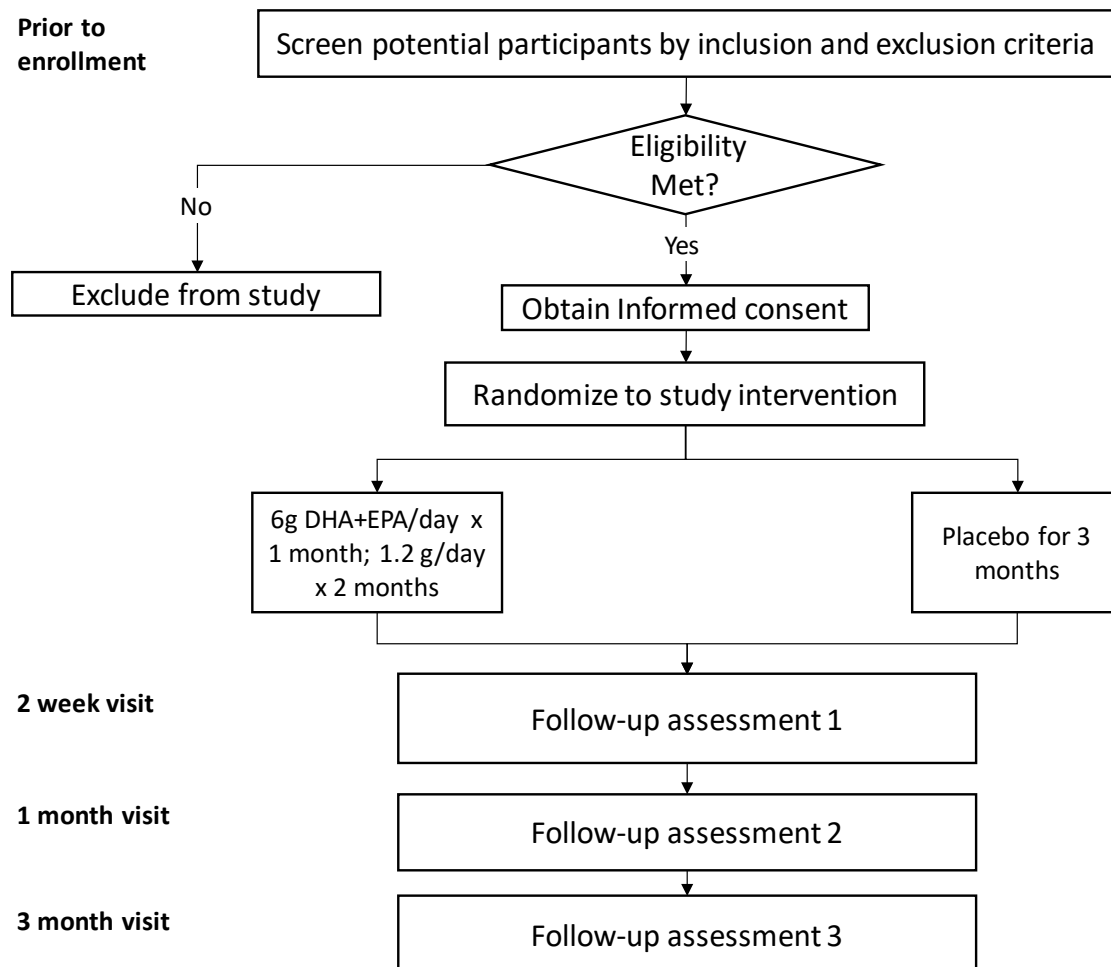 Prior to
enrollment
Screen potential participants by inclusion and exclusion criteria
Eligibility
Met?
No
Yes
Exclude from study
Obtain Informed consent
Randomize to study intervention
6g DHA+EPA/day x
1 month; 1.2 g/day
x 2 months
Placebo for 3
months
2 week visit
Follow-up assessment 1
1 month visit
Follow-up assessment 2
3 month visit
Follow-up assessment 3